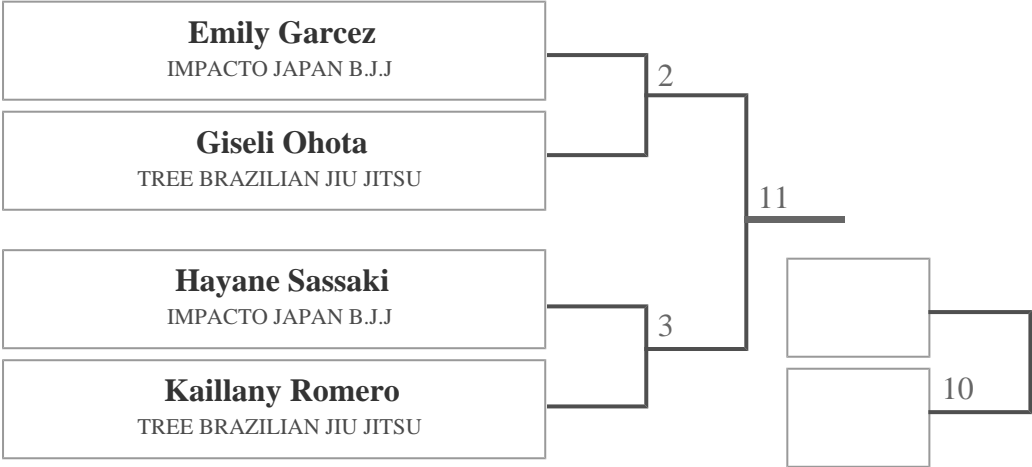 Emily Garcez
IMPACTO JAPAN B.J.J
2
Giseli Ohota
TREE BRAZILIAN JIU JITSU
11
Hayane Sassaki
IMPACTO JAPAN B.J.J
3
Kaillany Romero
TREE BRAZILIAN JIU JITSU
10